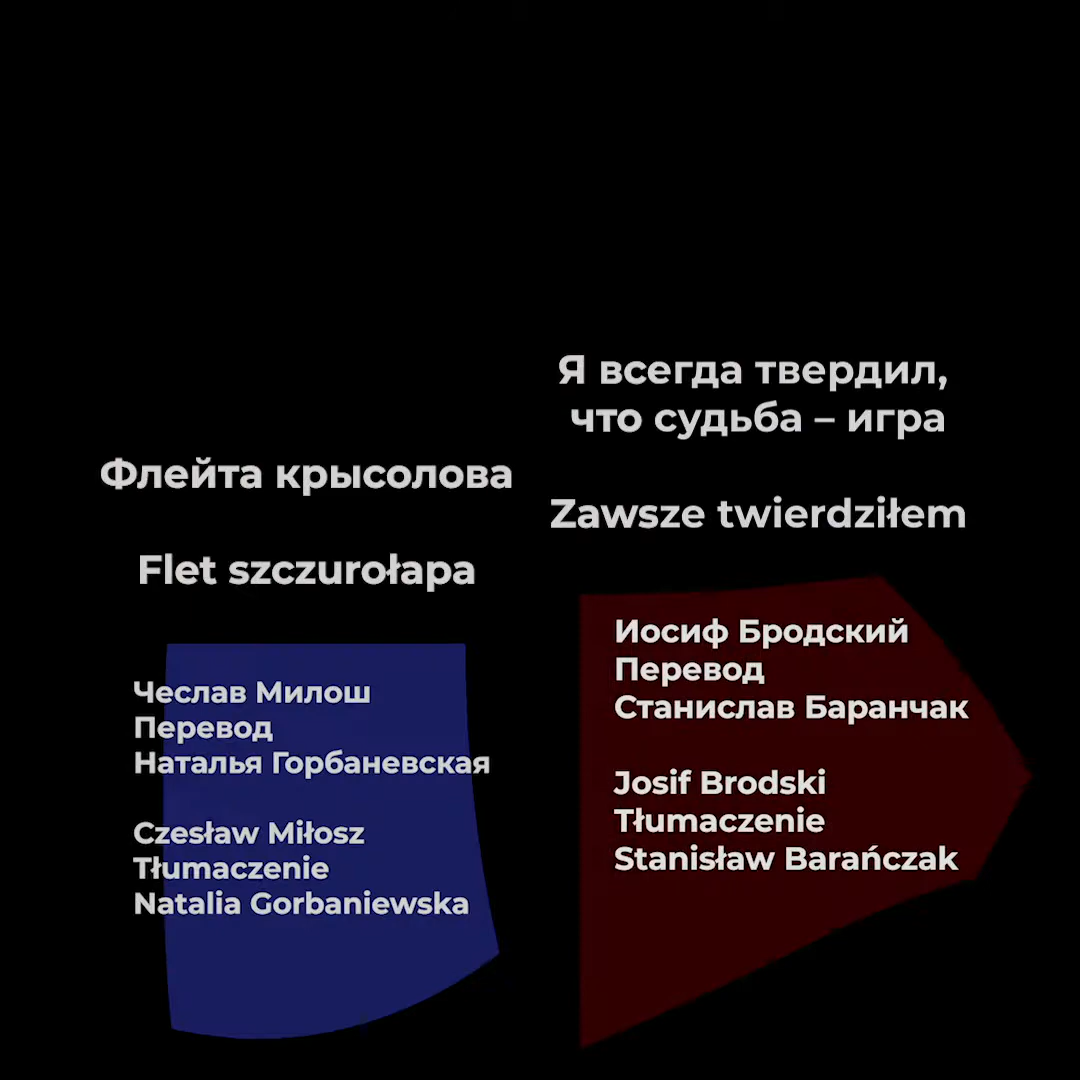 Флейта крысолова
Flet szczurołapa
Чеслав Милош
Перевод
Наталья Горбаневская
Czesław Miłosz
Tłumaczenie
Natalia Gorbaniewska
Я всегда твердил,
что судьба – игра
Zawsze twierdziłem
Иосиф Бродский
Перевод
Станислав Баранчак
Josif Brodski
Tłumaczenie
Stanisław Barańczak